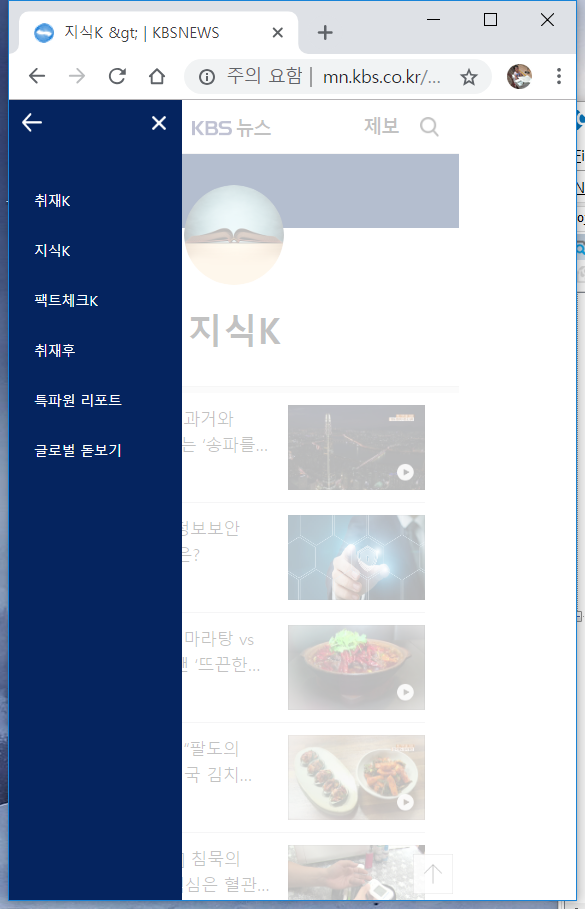 지식K &gt; | KBSNEWS
주의 요함 | mn.kbs.co.kr/...
KBS 뉴스
제보
취재K
지식K
팩트체크K
취재후
특파원 리포트
글로벌 돋보기
지식K
과거와
는 ‘송파를...
정보보안
은?
마라탕 vs
‘뜨끈한...
“팔도의
국 김치...
| 침묵의
심은 혈관...